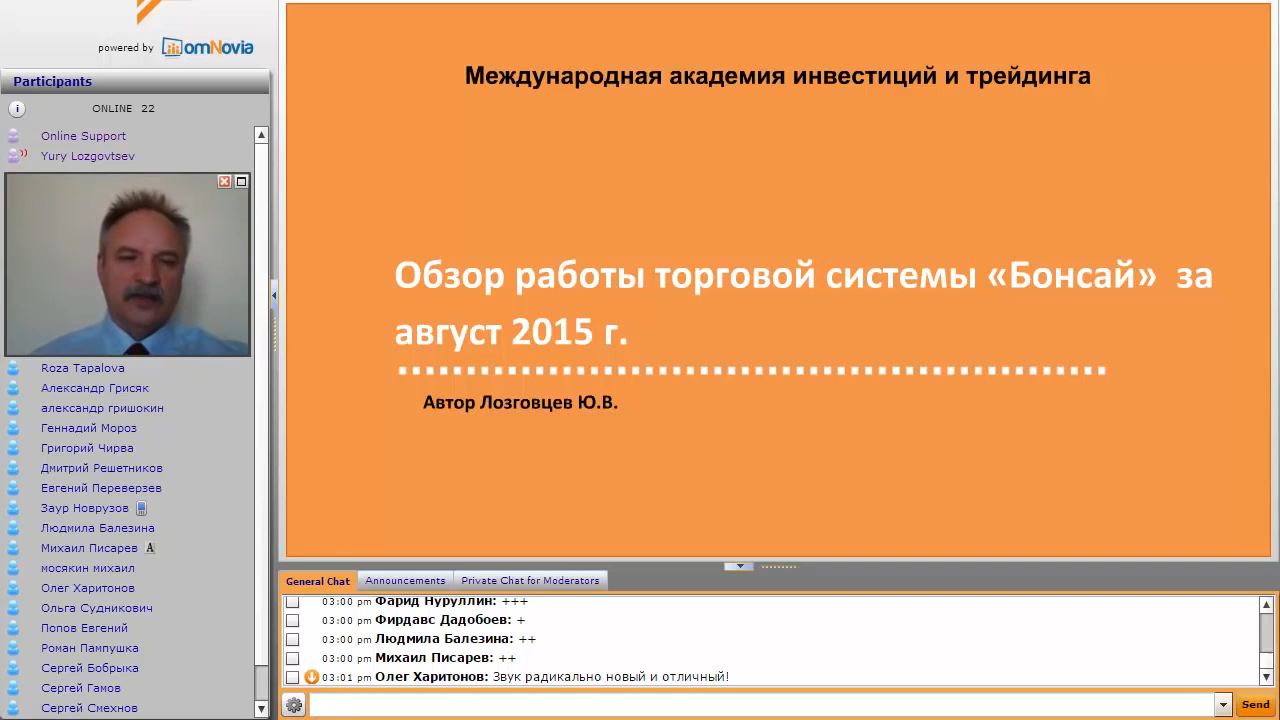 powered by omNovia
Participants
ONLINE 22
Online Support
Yury Lozgovtsev
Roza Tapalova
Александр Грисяк
александр гришокин
Геннадий Мороз
Григорий Чирва
Дмитрий Решетников
Евгений Переверзев
Заур Новрузов
Людмила Балезина
Михаил Писарев A
мосякин михаил
Олег Харитонов
Ольга Судникович
Попов Евгений
Роман Пампушка
Сергей Бобрыка
Сергей Гамов
Сергей Смехнов
Международная академия инвестиций и трейдинга
Обзор работы торговой системы «Бонсай» за
август 2015 г.
Автор Лозговцев Ю.В.
General Chat Announcements Private Chat for Moderators
03:00 pm Фарид Нуруллин: +++
03:00 pm Фирдавс Дадобоев: +
03:00 pm Людмила Балезина: ++
03:00 pm Михаил Писарев: ++
03:01 pm Олег Харитонов: Звук радикально новый и отличный!
Send